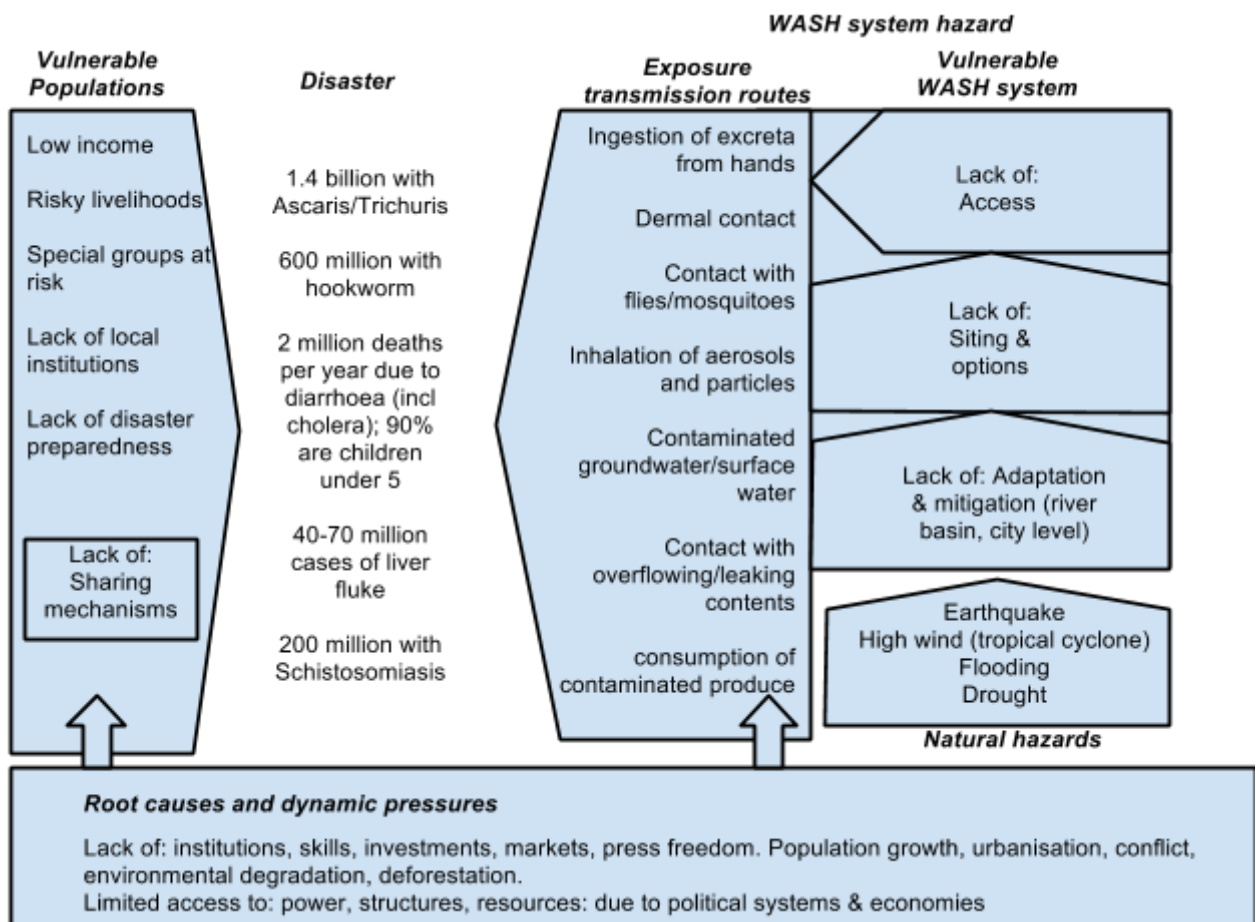 WASH system hazard
Vulnerable
Populations
Disaster
Exposure
transmission routes
Vulnerable
WASH system
Low income
Risky livelihoods
Special groups at
risk
Lack of local
institutions
Lack of disaster
preparedness
Lack of:
Sharing
mechanisms
1.4 billion with
Ascaris/Trichuris
600 million with
hookworm
2 million deaths
per year due to
diarrhoea (incl
cholera); 90%
are children
under 5
40-70 million
cases of liver
fluke
200 million with
Schistosomiasis
Ingestion of excreta
from hands
Dermal contact
Contact with
flies/mosquitoes
Inhalation of aerosols
and particles
Contaminated
groundwater/surface
water
Contact with
overflowing/leaking
contents
consumption of
contaminated produce
Lack of:
Access
Lack of:
Siting &
options
Lack of: Adaptation
& mitigation (river
basin, city level)
Earthquake
High wind (tropical cyclone)
Flooding
Drought
Natural hazards
Root causes and dynamic pressures
Lack of: institutions, skills, investments, markets, press freedom. Population growth, urbanisation, conflict,
environmental degradation, deforestation.
Limited access to: power, structures, resources: due to political systems & economies